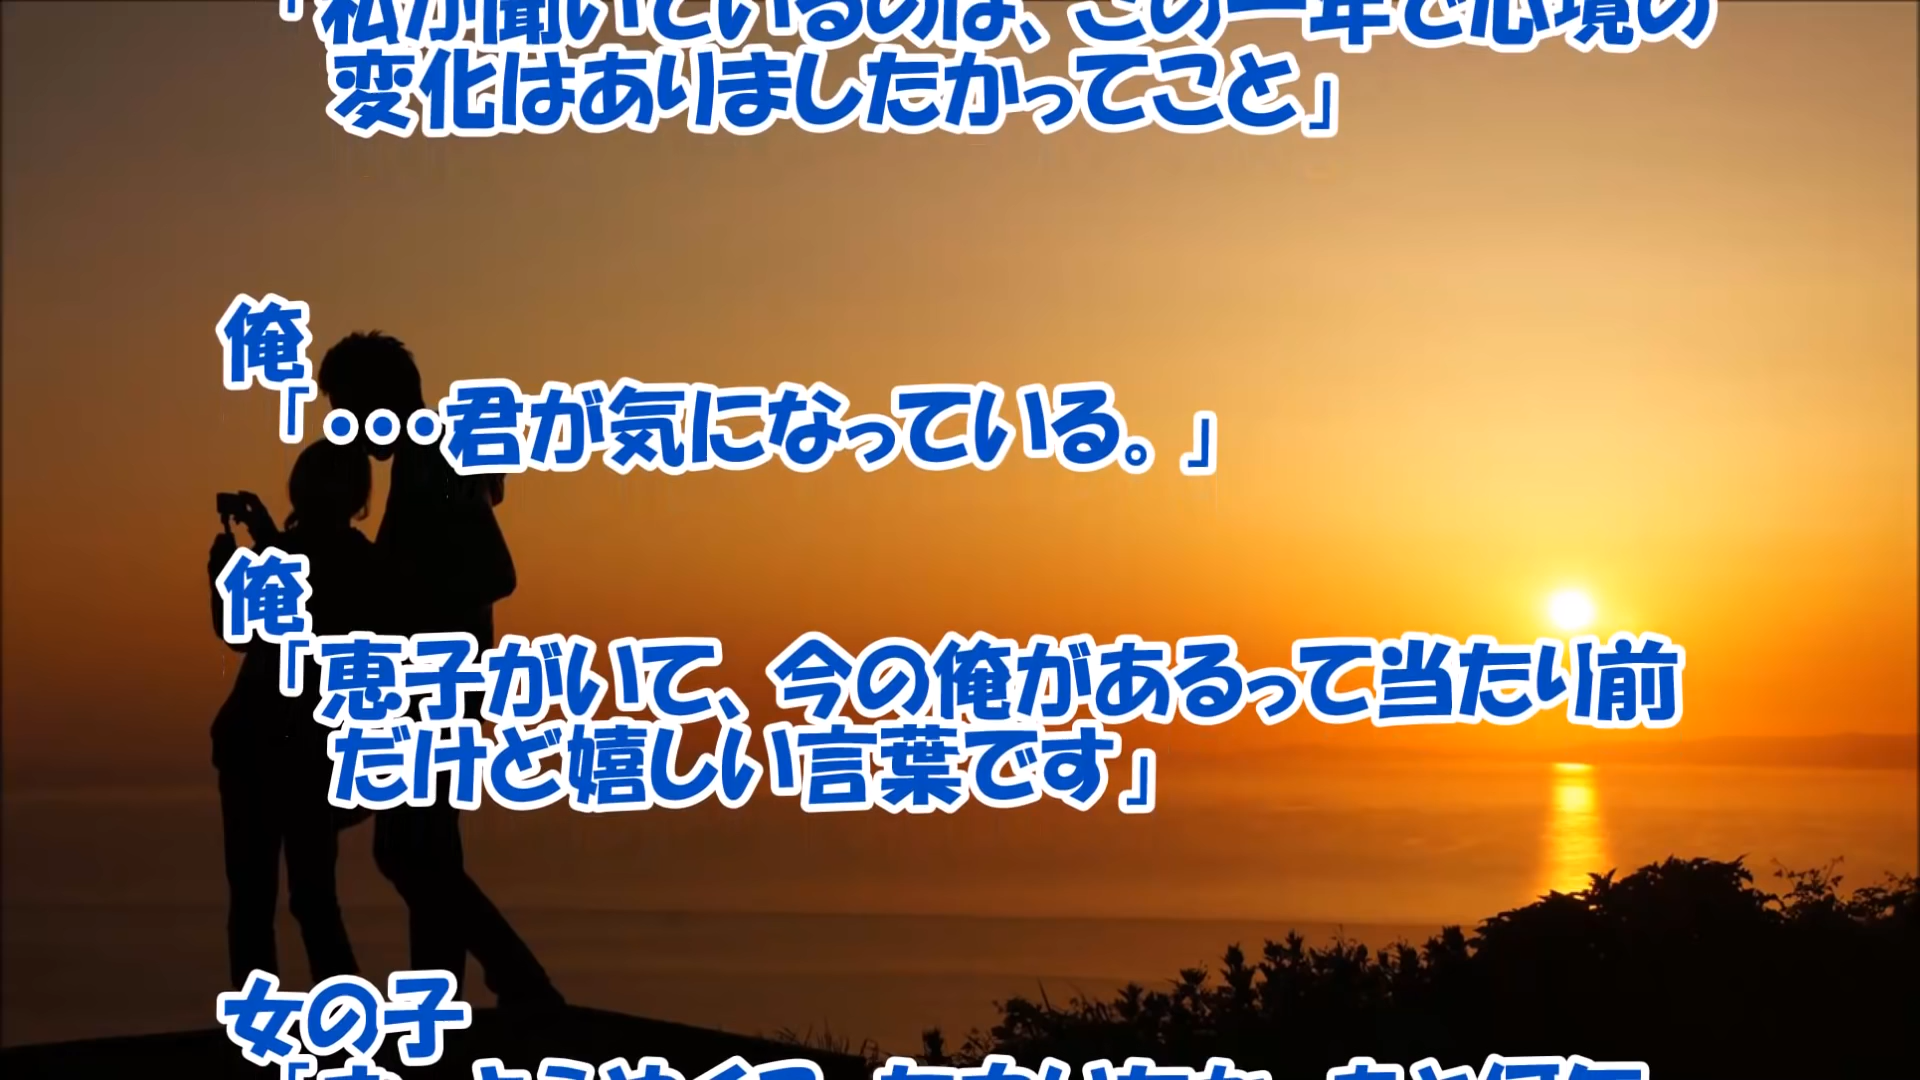 「私が聞いているのは、この一年で心境の
変化はありましたかってこと」
俺
「・・・君が気になっている。」
俺
「恵子がいて、今の俺があるって当たり前
だけど嬉しい言葉です」
女の子